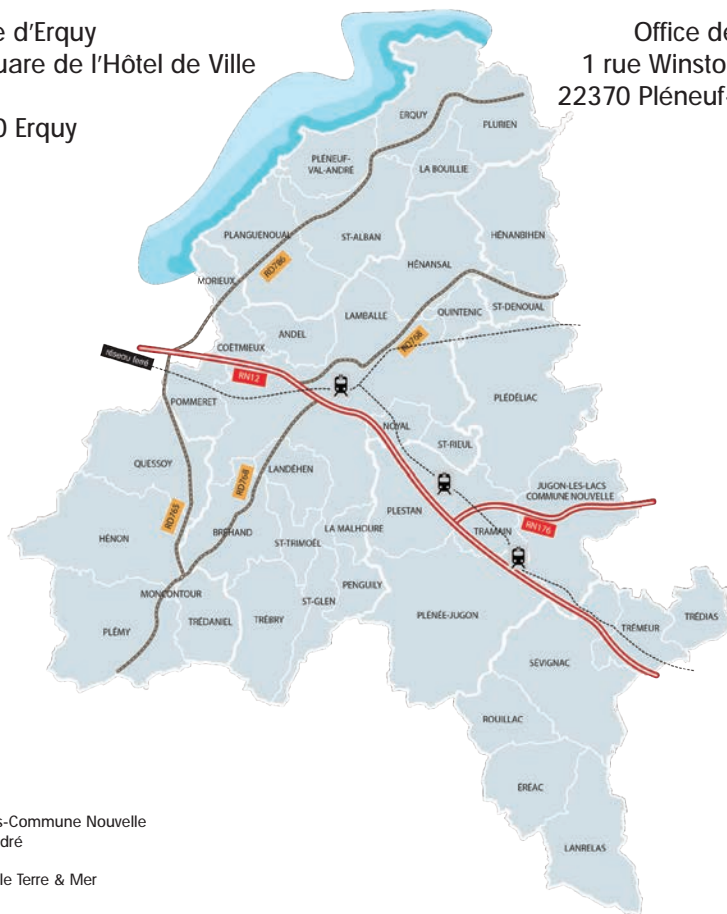 e d'Erquy
uare de l'Hôtel de Ville
0 Erquy
Office de
1 rue Winsto
22370 Pléneuf-
ERQUY
PLURIEN
PLÉNEUF-
VAL-ANDRÉ
LA BOUILLIE
PLANGUENOUAL
ST-ALBAN
HÉNANBIHEN
HÉNANSAL
MORIEUX
RD786
ST-DENOUAL
LAMBALLE
QUINTENIC
ANDEL
COËTMIEUX
RD768
réseau ferré
RN12
PLÉDÉLIAC
POMMERET
NOYAL
ST-RIEUL
QUESSOY
LANDÉHEN
RD768
JUGON-LES-LACS
COMMUNE NOUVELLE
RD765
PLESTAN
LA MALHOURE
TRAMAIN
RN176
HÉNON
BRÉHAND
ST-TRIMOËL
PENGUILY
MONCONTOUR
ST-GLEN
TRÉDANIEL
TRÉBRY
PLÉNÉE-JUGON
TRÉDIAS
TRÉMEUR
PLÉMY
SÉVIGNAC
ROUILLAC
EREAC
LANRELAS
s-Commune Nouvelle
dré
le Terre & Mer